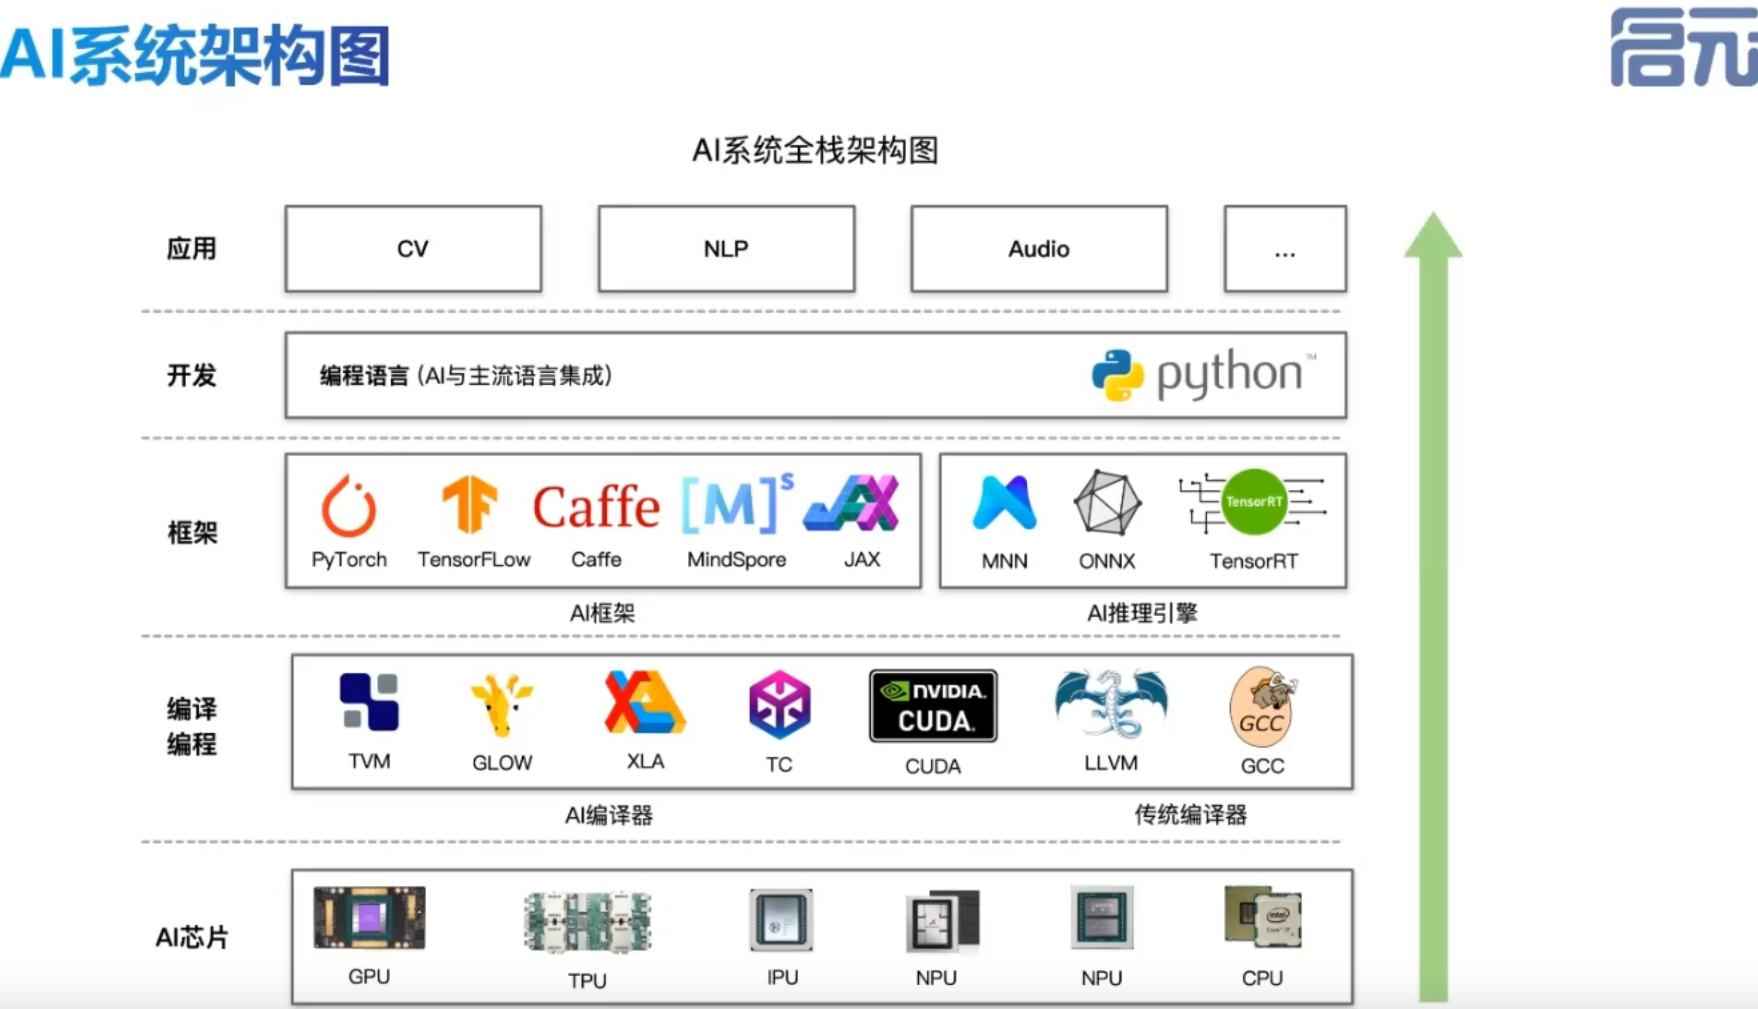 AI系统架构图
启元
AI系统全栈架构图
应用
CV
NLP
Audio
...
开发
编程语言 (AI与主流语言集成)
python™
框架
Caffe
[M]s
JAX
TensorRT
PyTorch
TensorFLow
Caffe
MindSpore
JAX
MNN
ONNX
TensorRT
AI框架
AI推理引擎
编译
编程
XLA
NVIDIA.
CUDA.
GCC
TVM
GLOW
XLA
TC
CUDA
LLVM
GCC
AI编译器
传统编译器
AI芯片
intel
GPU
TPU
IPU
NPU
NPU
CPU